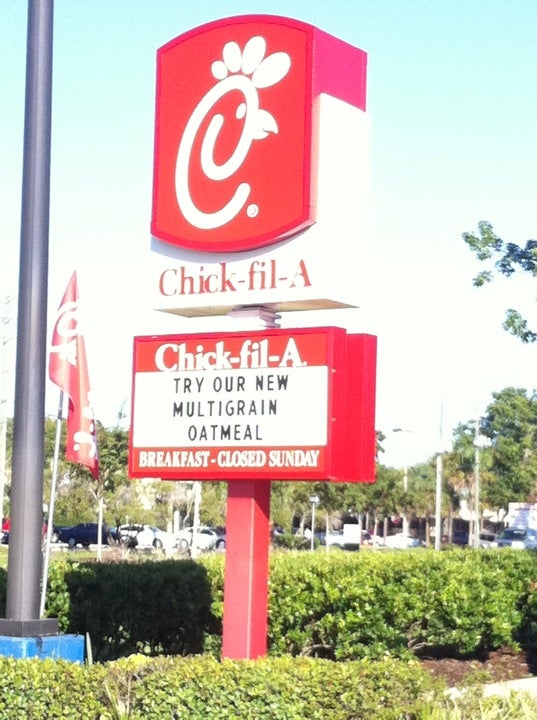 C®
Chick-fil-A
Chick-fil-A®
TRY OUR NEW
MULTIGRAIN
OATMEAL
BREAKFAST - CLOSED SUNDAY